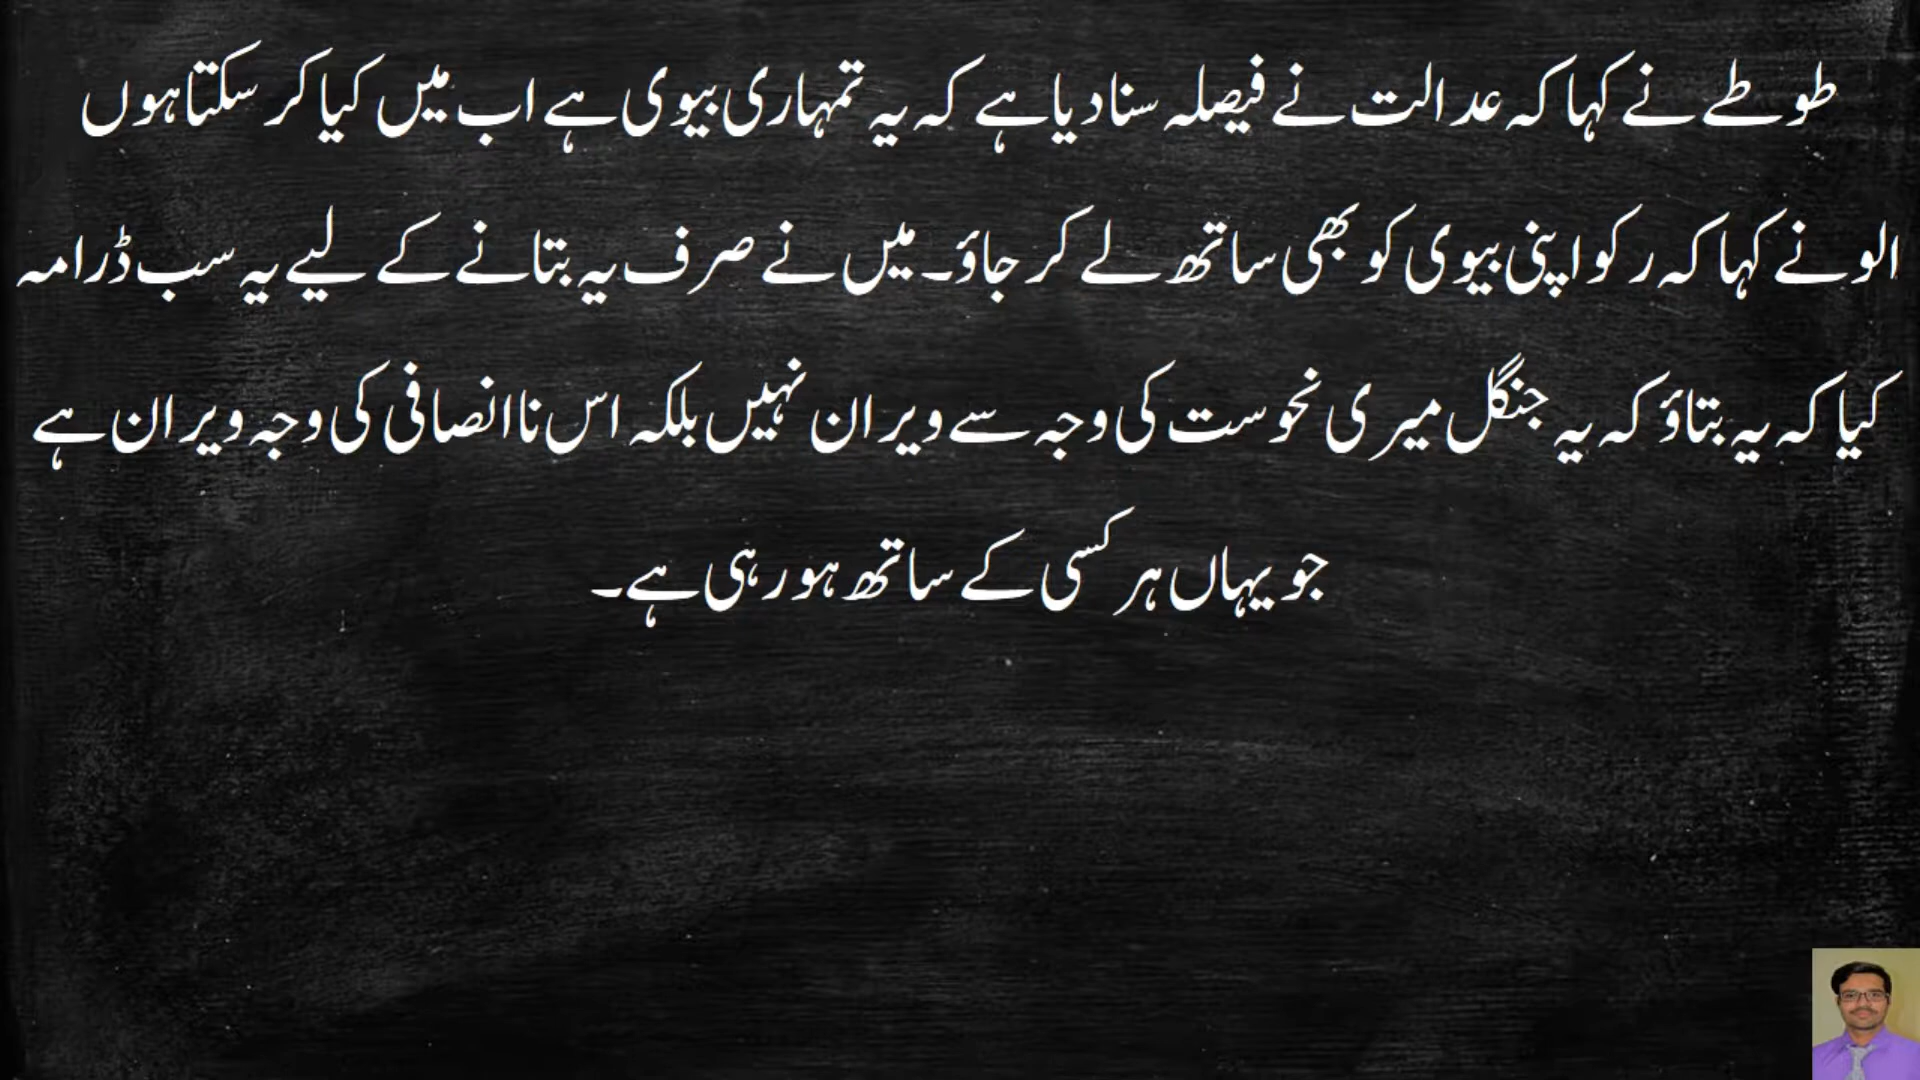 طوطے نے کہا کہ عدالت نے فیصلہ سنا دیا ہے کہ یہ تمہاری بیوی ہے اب میں کیا کر سکتا ہوں
الو نے کہا کہ رکو اپنی بیوی کو بھی ساتھ لے کر جاؤ۔ میں نے صرف یہ بتانے کے لیے یہ سب ڈرامہ
کیا کہ یہ بتاؤ کہ یہ جنگل میری نحوست کی وجہ سے ویران نہیں بلکہ اس ناانصافی کی وجہ ویران ہے
جو یہاں ہر کسی کے ساتھ ہو رہی ہے۔